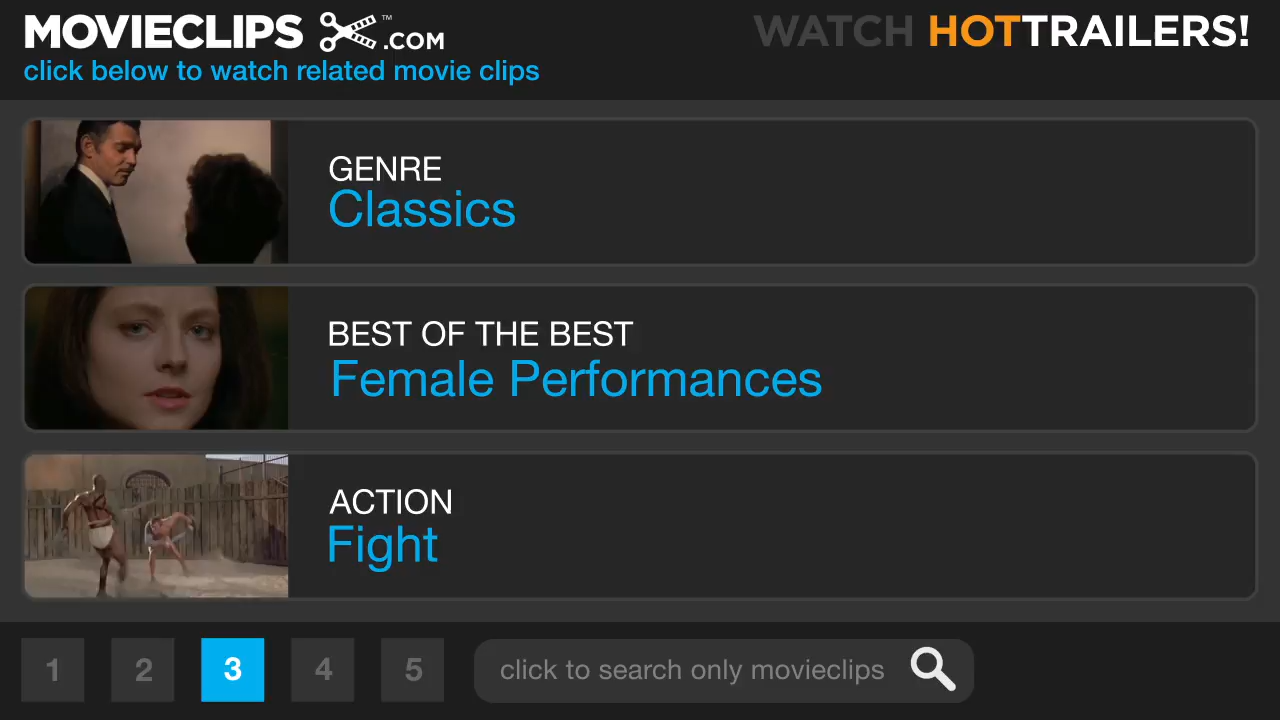 MOVIECLIPS ™ .COM
WATCH HOTTRAILERS!
click below to watch related movie clips
GENRE
Classics
BEST OF THE BEST
Female Performances
ACTION
Fight
1 2 3 4 5
click to search only movieclips